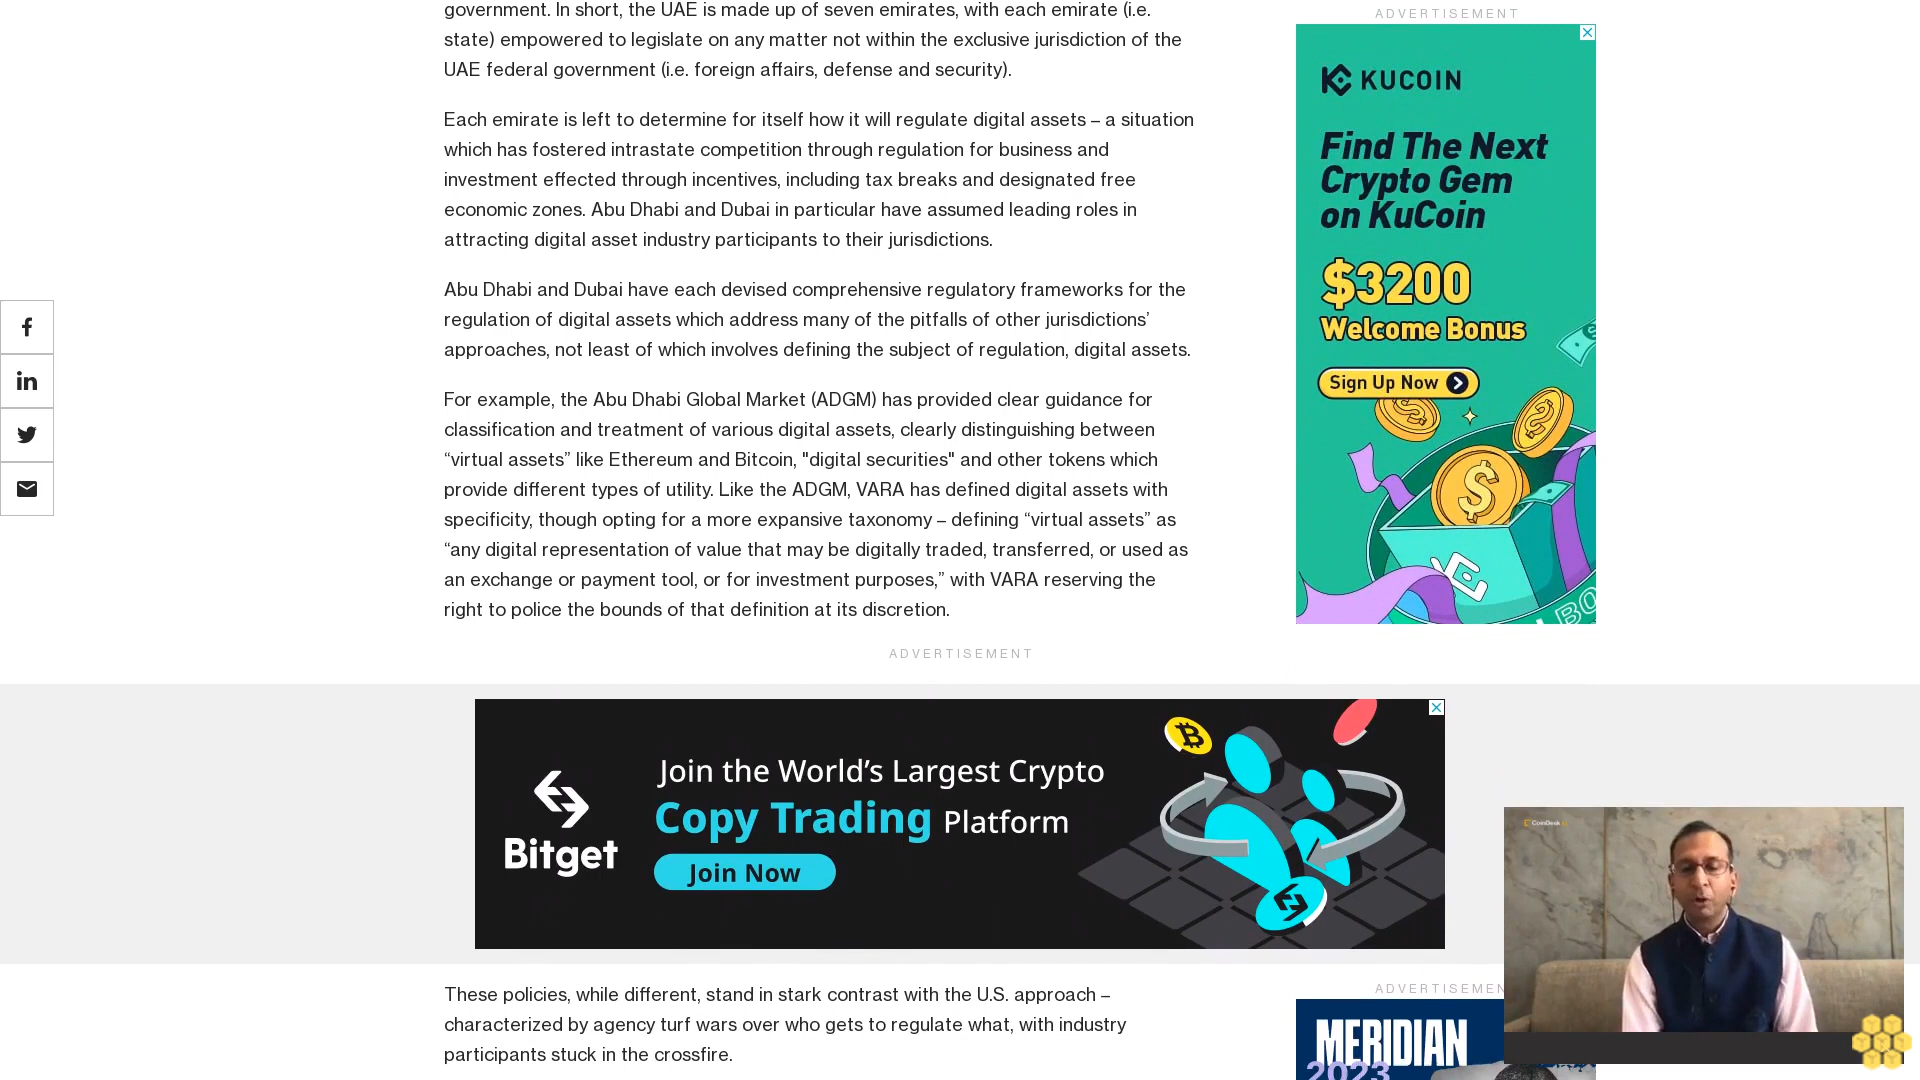 government. In short, the UAE is made up of seven emirates, with each emirate (i.e.
state) empowered to legislate on any matter not within the exclusive jurisdiction of the
UAE federal government (i.e. foreign affairs, defense and security).
Each emirate is left to determine for itself how it will regulate digital assets – a situation
which has fostered intrastate competition through regulation for business and
investment effected through incentives, including tax breaks and designated free
economic zones. Abu Dhabi and Dubai in particular have assumed leading roles in
attracting digital asset industry participants to their jurisdictions.
Abu Dhabi and Dubai have each devised comprehensive regulatory frameworks for the
regulation of digital assets which address many of the pitfalls of other jurisdictions’
approaches, not least of which involves defining the subject of regulation, digital assets.
For example, the Abu Dhabi Global Market (ADGM) has provided clear guidance for
classification and treatment of various digital assets, clearly distinguishing between
“virtual assets” like Ethereum and Bitcoin, "digital securities" and other tokens which
provide different types of utility. Like the ADGM, VARA has defined digital assets with
specificity, though opting for a more expansive taxonomy – defining “virtual assets” as
“any digital representation of value that may be digitally traded, transferred, or used as
an exchange or payment tool, or for investment purposes,” with VARA reserving the
right to police the bounds of that definition at its discretion.
ADVERTISEMENT
KUCOIN
Find The Next
Crypto Gem
on KuCoin
$3200
Welcome Bonus
Sign Up Now
ADVERTISEMENT
Bitget
Join the World’s Largest Crypto
Copy Trading Platform
Join Now
CoinDesk
These policies, while different, stand in stark contrast with the U.S. approach –
characterized by agency turf wars over who gets to regulate what, with industry
participants stuck in the crossfire.
ADVERTISEMEN
MERIDIAN
2023